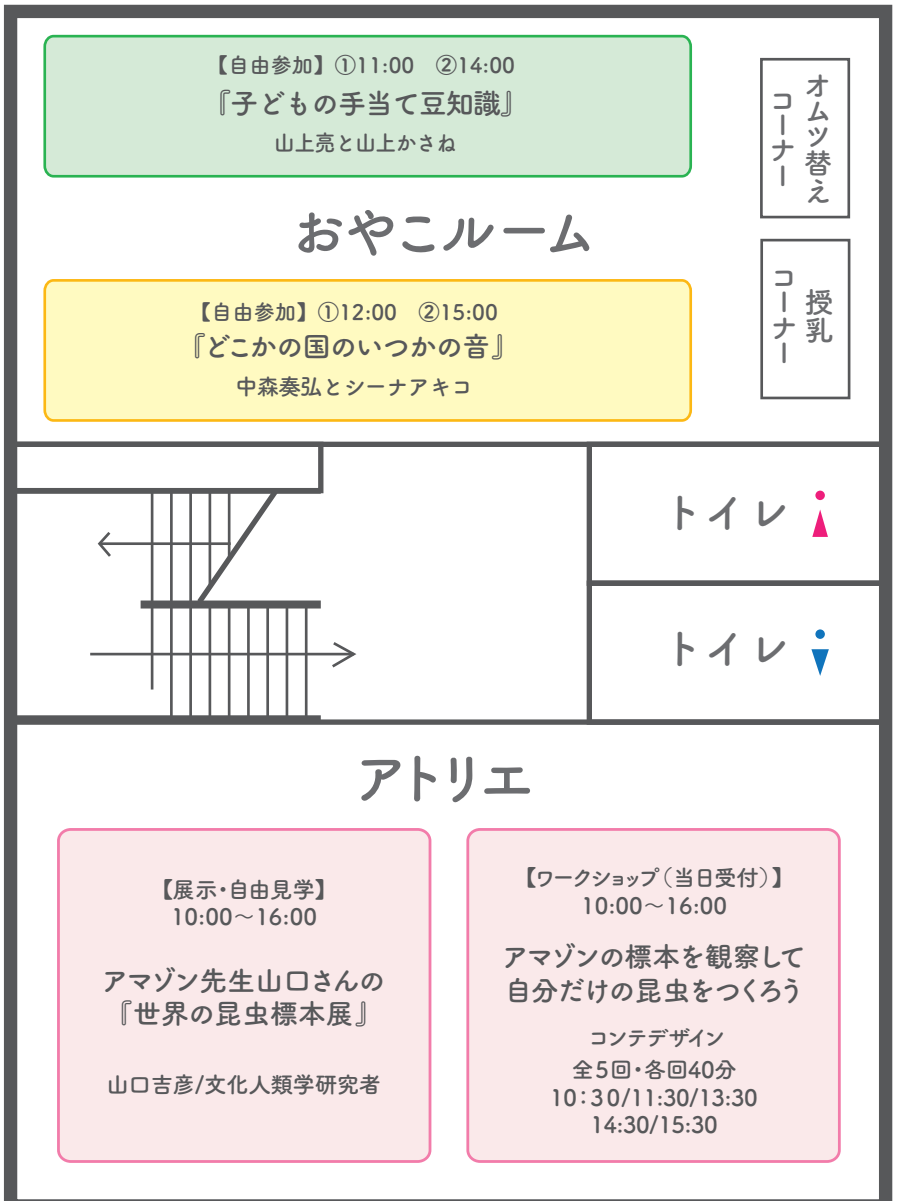 【自由参加】①11:00　②14:00
『子どもの手当て豆知識』
山上亮と山上かさね
オムツ替え
コーナー
おやこルーム
授乳
コーナー
【自由参加】①12:00　②15:00
『どこかの国のいつかの音』
中森奏弘とシーナアキコ
トイレ
トイレ
アトリエ
【展示・自由見学】
10:00～16:00
アマゾン先生山口さんの
『世界の昆虫標本展』
山口吉彦/文化人類学研究者
【ワークショップ（当日受付）】
10:00～16:00
アマゾンの標本を観察して
自分だけの昆虫をつくろう
コンテデザイン
全5回・各回40分
10：30/11:30/13:30
14:30/15:30